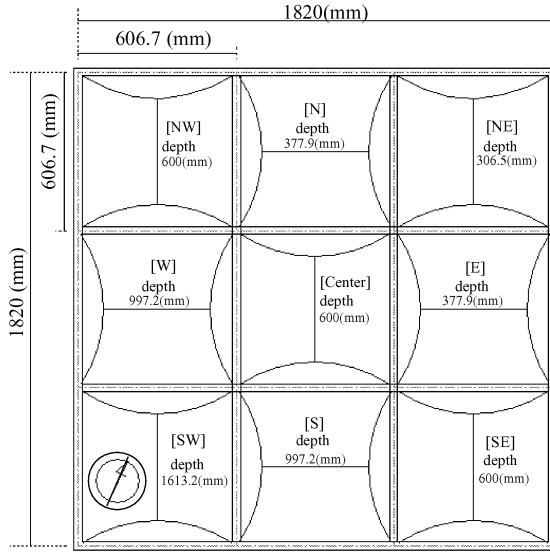 1820(mm)
606.7 (mm)
606.7 (mm)
1820 (mm)
[NW]
depth
600(mm)
[N]
depth
377.9(mm)
[NE]
depth
306.5(mm)
[W]
depth
997.2(mm)
[Center]
depth
600(mm)
[E]
depth
377.9(mm)
[SW]
depth
1613.2(mm)
[S]
depth
997.2(mm)
[SE]
depth
600(mm)